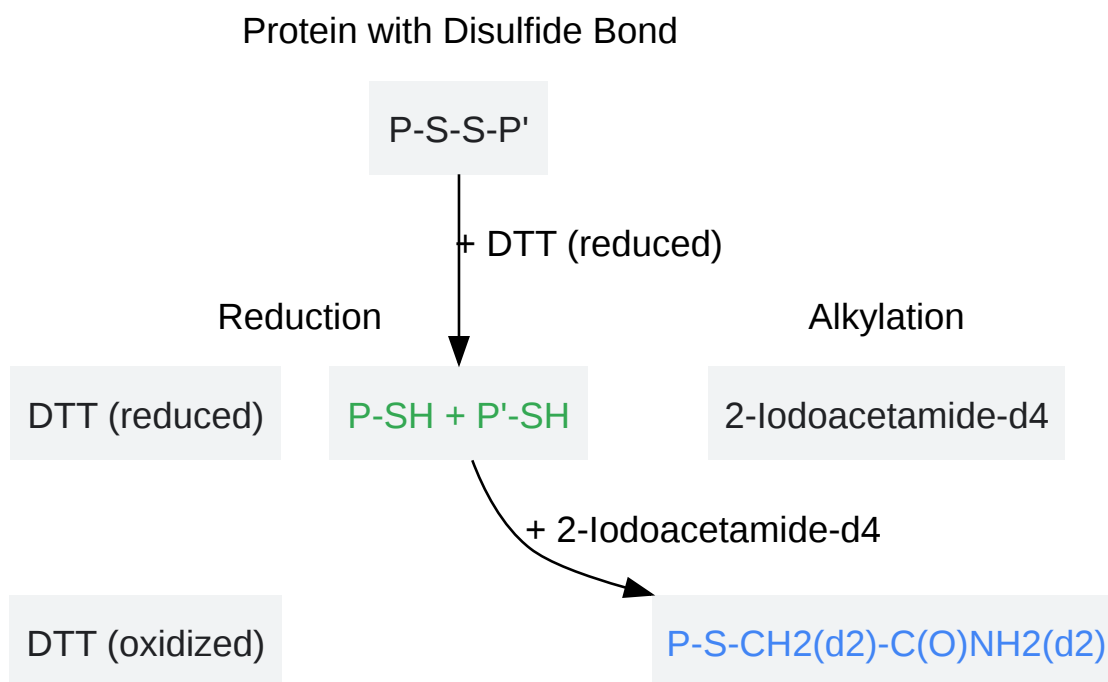 Protein with Disulfide Bond
P-S-S-P'
+ DTT (reduced)
Reduction
Alkylation
DTT (reduced)
P-SH + P'-SH
2-Iodoacetamide-d4
+ 2-Iodoacetamide-d4
DTT (oxidized)
P-S-CH2(d2)-C(O)NH2(d2)